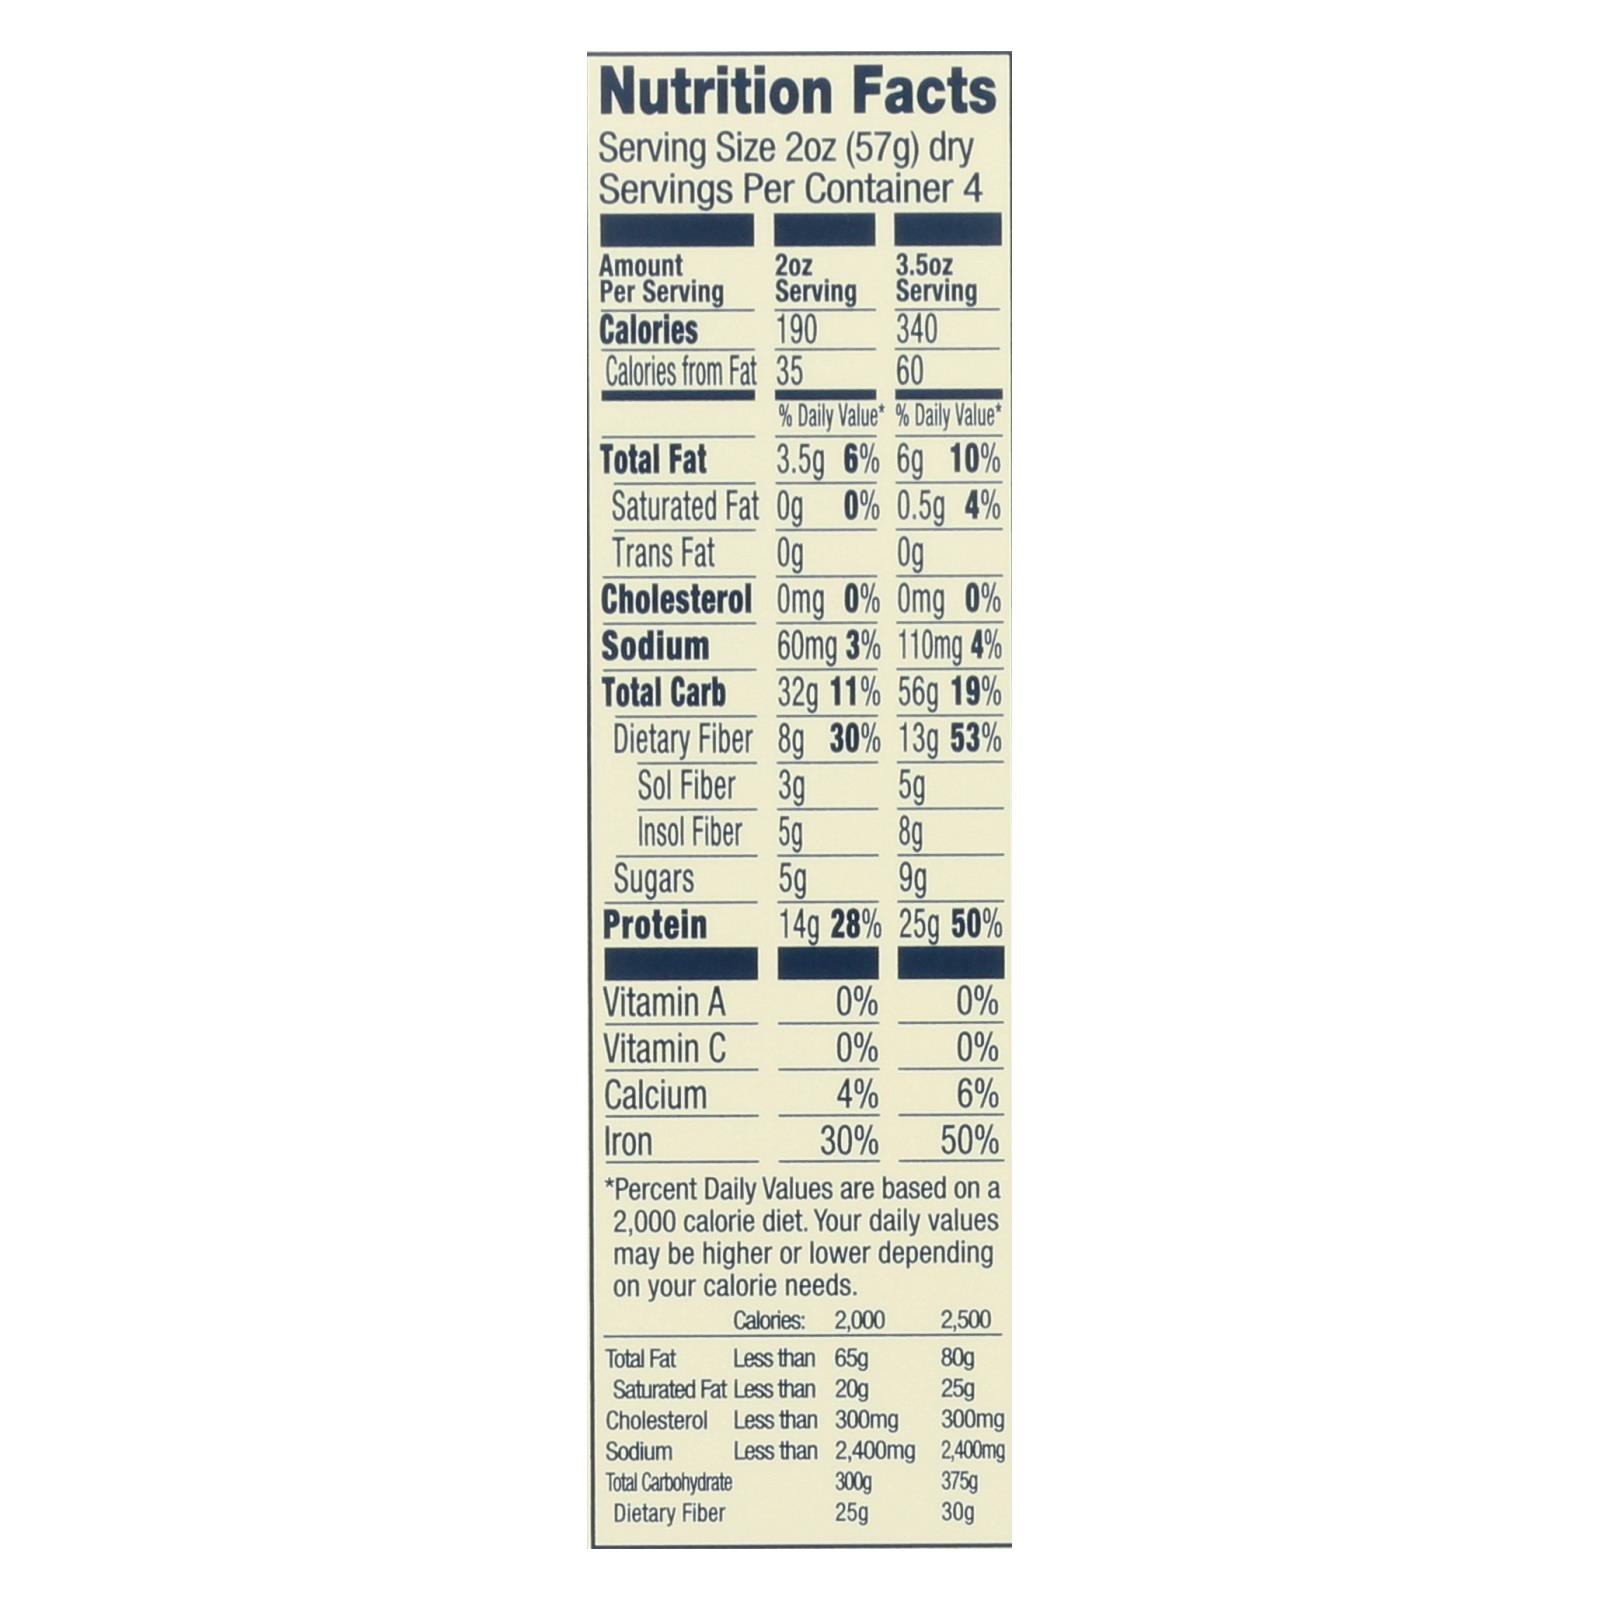 Nutrition Facts
Serving Size 2oz (57g) dry
Servings Per Container 4
Amount Per Serving 2oz Serving 3.5oz Serving
Calories 190 340
Calories from Fat 35 60
% Daily Value* % Daily Value*
Total Fat 3.5g 6% 6g 10%
Saturated Fat 0g 0% 0.5g 4%
Trans Fat 0g 0g
Cholesterol 0mg 0% 0mg 0%
Sodium 60mg 3% 110mg 4%
Total Carb 32g 11% 56g 19%
Dietary Fiber 8g 30% 13g 53%
Sol Fiber 3g 5g
Insol Fiber 5g 8g
Sugars 5g 9g
Protein 14g 28% 25g 50%
Vitamin A 0% 0%
Vitamin C 0% 0%
Calcium 4% 6%
Iron 30% 50%
*Percent Daily Values are based on a
2,000 calorie diet. Your daily values
may be higher or lower depending
on your calorie needs.
Calories: 2,000 2,500
Total Fat Less than 65g 80g
Saturated Fat Less than 20g 25g
Cholesterol Less than 300mg 300mg
Sodium Less than 2,400mg 2,400mg
Total Carbohydrate 300g 375g
Dietary Fiber 25g 30g